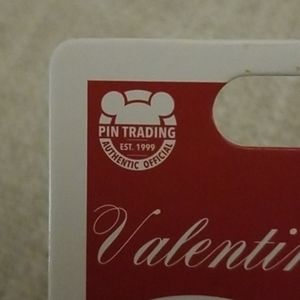 PIN TRADING
EST. 1999
AUTHENTIC OFFICIAL